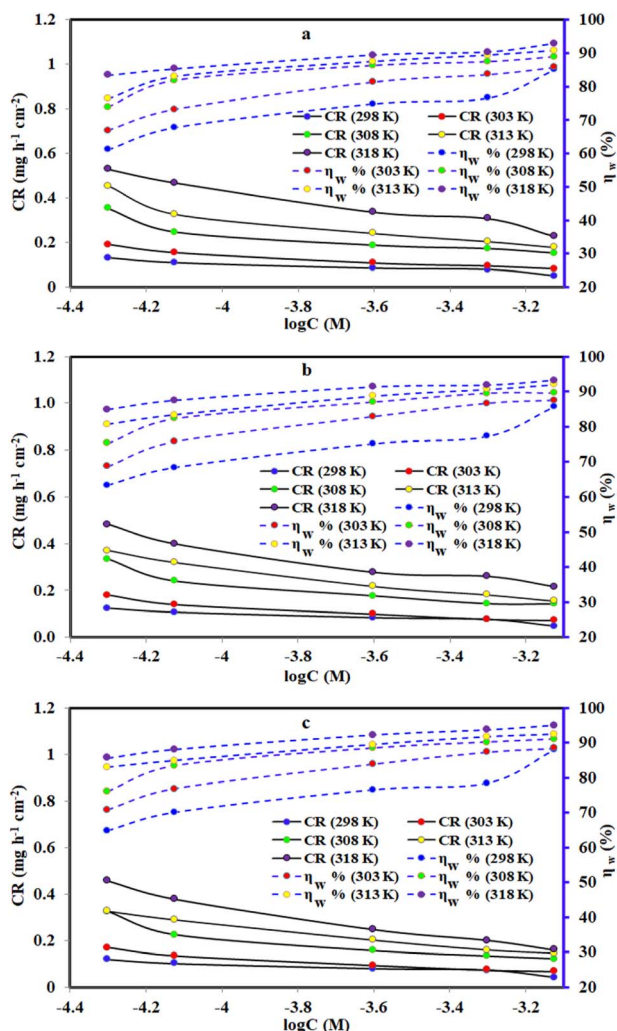 a
1.2
1
0.8
0.6
0.4
0.2
0
100
90
80
70
60
50
40
30
20
CR (mg h-1 cm-2)
ηw (%)
CR (298 K) CR (303 K)
CR (308 K) CR (313 K)
CR (318 K) ηw % (298 K)
ηw % (303 K) ηw % (308 K)
ηw % (313 K) ηw % (318 K)
-4.4 -4.2 -4 -3.8 -3.6 -3.4 -3.2
logC (M)
b
1.2
1.0
0.8
0.6
0.4
0.2
0.0
100
90
80
70
60
50
40
30
20
CR (mg h-1 cm-2)
ηw (%)
CR (298 K) CR (303 K)
CR (308 K) CR (313 K)
CR (318 K) ηw % (298 K)
ηw % (303 K) ηw % (308 K)
ηw % (313 K) ηw % (318 K)
-4.4 -4.2 -4 -3.8 -3.6 -3.4 -3.2
logC (M)
c
1.2
1
0.8
0.6
0.4
0.2
0
100
90
80
70
60
50
40
30
20
CR (mg h-1 cm-2)
ηw (%)
CR (298 K) CR (303 K)
CR (308 K) CR (313 K)
CR (318 K) ηw % (298 K)
ηw % (303 K) ηw % (308 K)
ηw % (313 K) ηw % (318 K)
-4.4 -4.2 -4 -3.8 -3.6 -3.4 -3.2
logC (M)